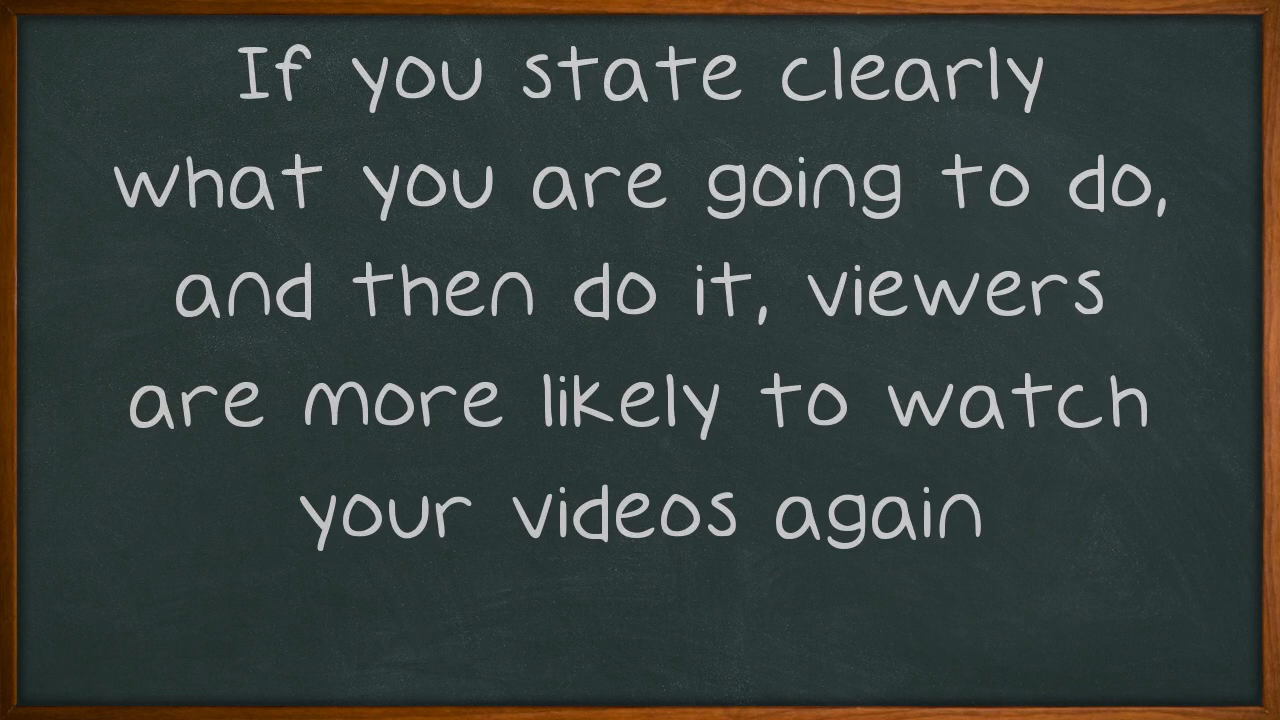 If you state clearly
what you are going to do,
and then do it, viewers
are more likely to watch
your videos again